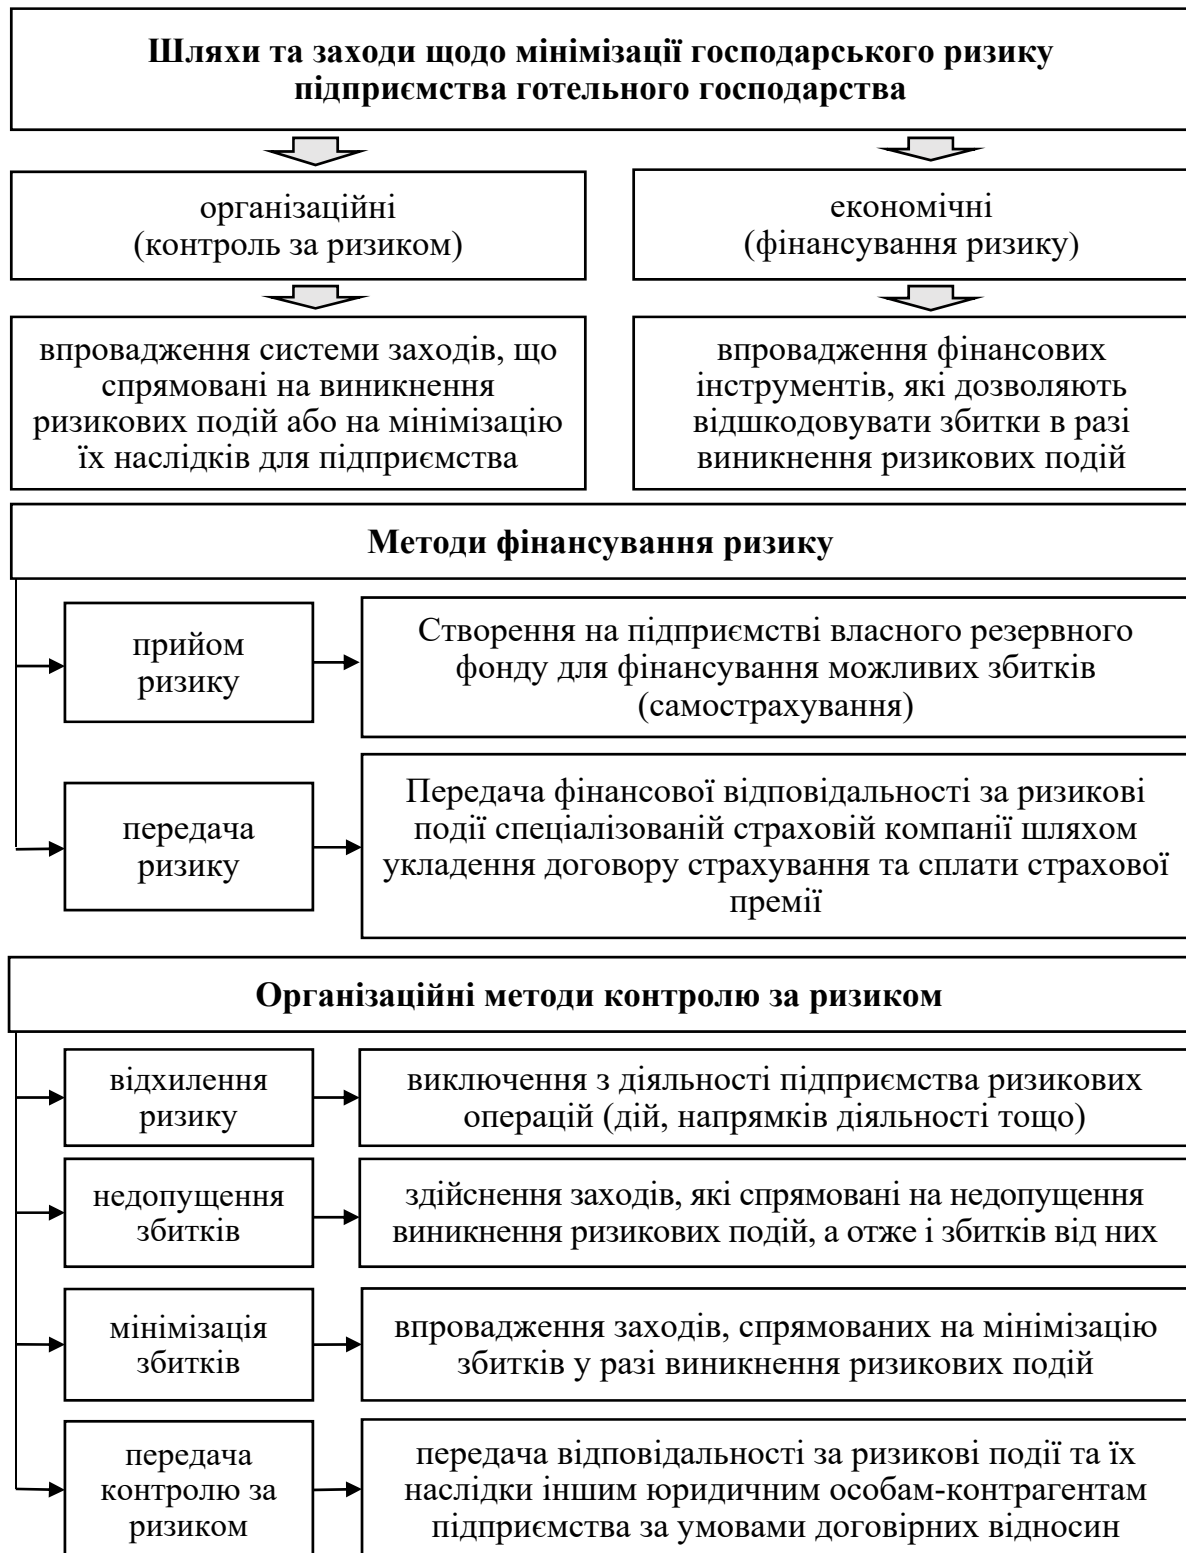 Шляхи та заходи щодо мінімізації господарського ризику
підприємства готельного господарства
організаційні
(контроль за ризиком)
економічні
(фінансування ризику)
впровадження системи заходів, що
спрямовані на виникнення
ризикових подій або на мінімізацію
їх наслідків для підприємства
впровадження фінансових
інструментів, які дозволяють
відшкодовувати збитки в разі
виникнення ризикових подій
Методи фінансування ризику
прийом
ризику
Створення на підприємстві власного резервного
фонду для фінансування можливих збитків
(самострахування)
передача
ризику
Передача фінансової відповідальності за ризикові
події спеціалізованій страховій компанії шляхом
укладення договору страхування та сплати страхової
премії
Організаційні методи контролю за ризиком
відхилення
ризику
виключення з діяльності підприємства ризикових
операцій (дій, напрямків діяльності тощо)
недопущення
збитків
здійснення заходів, які спрямовані на недопущення
виникнення ризикових подій, а отже і збитків від них
мінімізація
збитків
впровадження заходів, спрямованих на мінімізацію
збитків у разі виникнення ризикових подій
передача
контролю за
ризиком
передача відповідальності за ризикові події та їх
наслідки іншим юридичним особам-контрагентам
підприємства за умовами договірних відносин